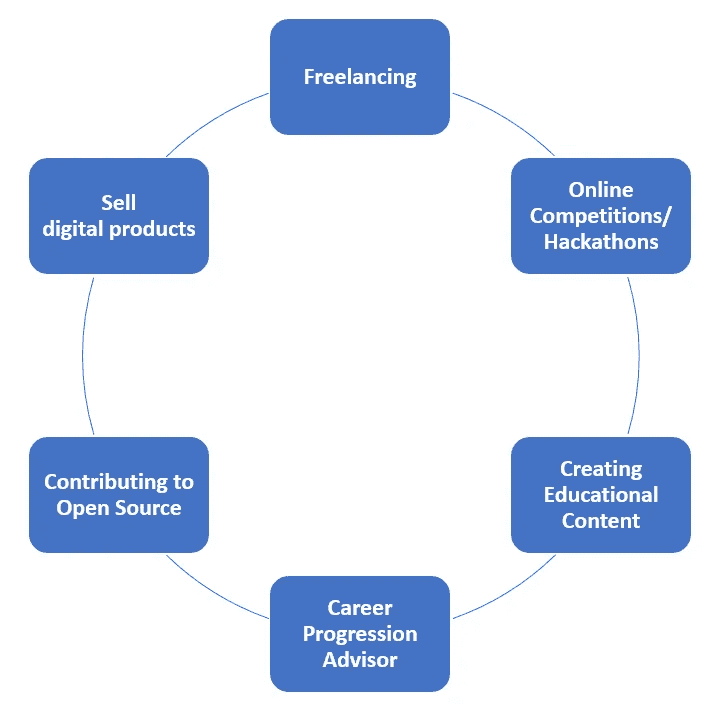 Freelancing
Online
Competitions/
Hackathons
Creating
Educational
Content
Career
Progression
Advisor
Contributing to
Open Source
Sell
digital products